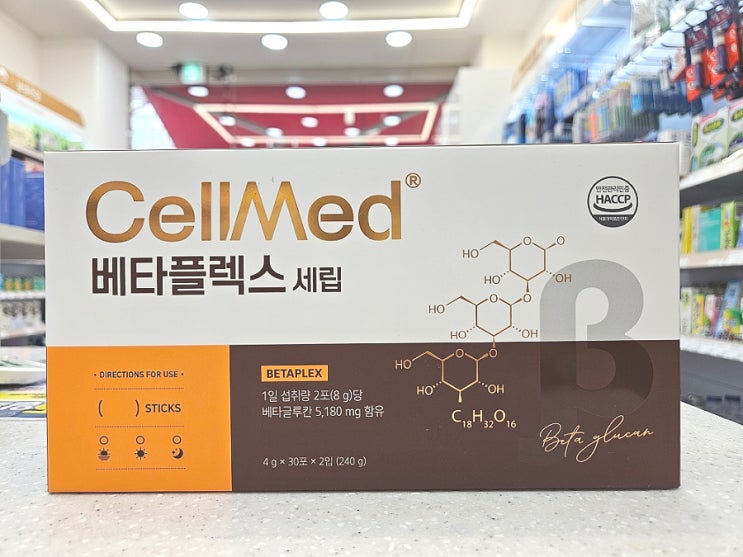 CellMed®
베타플렉스 세립
안전관리인증
HACCP
• DIRECTIONS FOR USE •
( ) STICKS
BETAPLEX
1일 섭취량 2포(8 g)당
베타글루칸 5,180 mg 함유
4 g × 30포 × 2입 (240 g)
HO
O
O
HO
OH
O
HO
O
HO
OH
O
HO
O
HO
OH
C18H32O16
β
Beta glucan